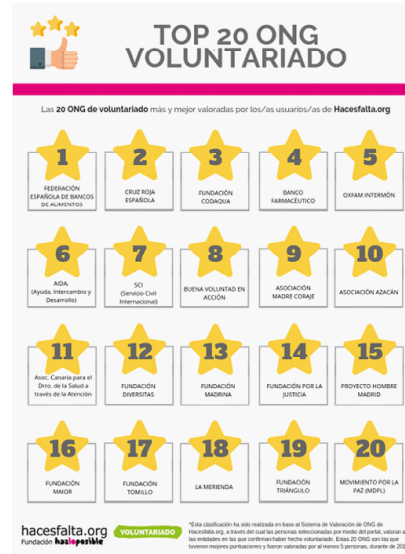 TOP 20 ONG
VOLUNTARIADO
Las 20 ONG de voluntariado más y mejor valoradas por los/as usuarios/as de Hacesfalta.org
1
FEDERACIÓN
ESPAÑOLA DE BANCOS
DE ALIMENTOS
2
CRUZ ROJA
ESPAÑOLA
3
FUNDACIÓN
CODAQUA
4
BANCO
FARMACÉUTICO
5
OXFAM INTERMÓN
6
AIDA,
(Ayuda, Intercambio y
Desarrollo)
7
SCI
(Servicio Civil
Internacional)
8
BUENA VOLUNTAD EN
ACCIÓN
9
ASOCIACIÓN
MADRE CORAJE
10
ASOCIACIÓN AZACÁN
11
Asoc. Canaria para el
Drro. de la Salud a
través de la Atención
12
FUNDACIÓN
DIVERSITAS
13
FUNDACIÓN
MADRINA
14
FUNDACIÓN POR LA
JUSTICIA
15
PROYECTO HOMBRE
MADRID
16
FUNDACIÓN
MAIOR
17
FUNDACIÓN
TOMILLO
18
LA MERIENDA
19
FUNDACIÓN
TRIÁNGULO
20
MOVIMIENTO POR LA
PAZ (MDPL)
hacesfalta.org
Fundación hazloposible
VOLUNTARIADO
*Esta clasificación ha sido realizada en base al Sistema de Valoración de ONG de
Hacesfalta.org, a través del cual las personas seleccionadas por medio del portal, valoran a
las entidades en las que confirman haber hecho voluntariado. Estas 20 ONG son las que
tuvieron mejores puntuaciones y fueron valoradas por al menos 5 personas, durante de 201